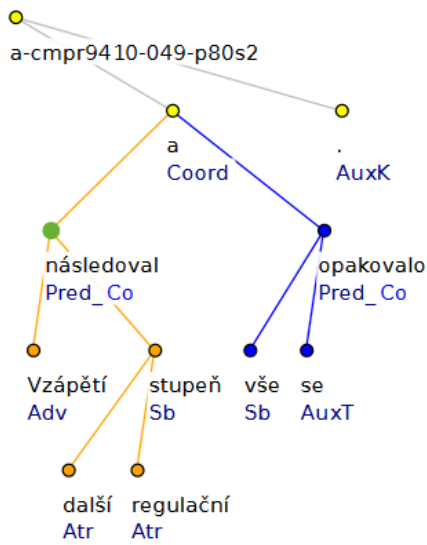 a-cmpr9410-049-p80s2
a
Coord
.
AuxK
následoval
Pred_Co
opakovalo
Pred_Co
Vzápětí
Adv
stupeň
Sb
vše
Sb
se
AuxT
další
Atr
regulační
Atr